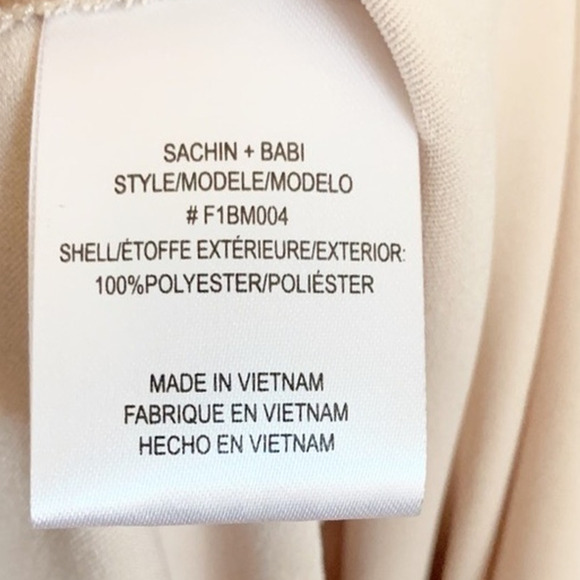 SACHIN + BABI
STYLE/MODELE/MODELO
# F1BM004
SHELL/ÉTOFFE EXTÉRIEURE/EXTERIOR:
100%POLYESTER/POLIÉSTER
MADE IN VIETNAM
FABRIQUE EN VIETNAM
HECHO EN VIETNAM